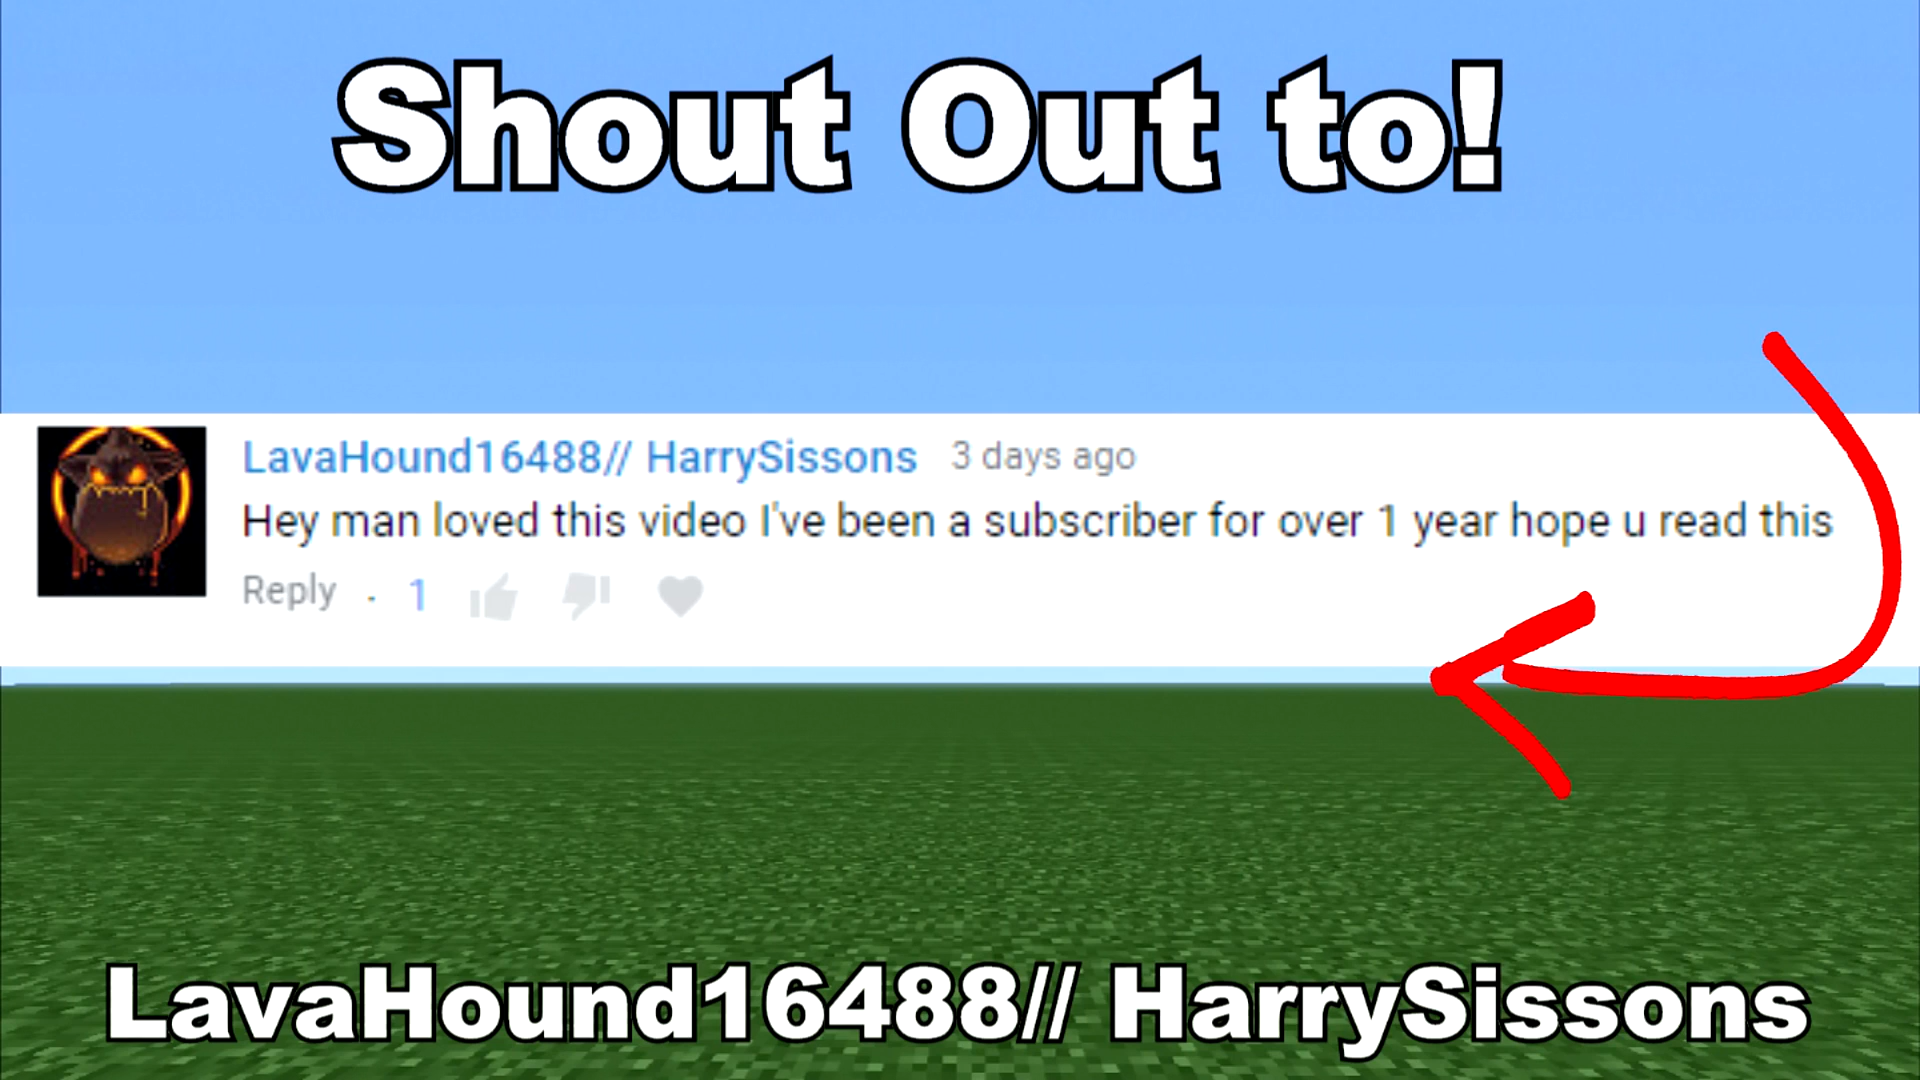 Shout Out to!
LavaHound16488// HarrySissons 3 days ago
Hey man loved this video I've been a subscriber for over 1 year hope u read this
Reply · 1
LavaHound16488// HarrySissons